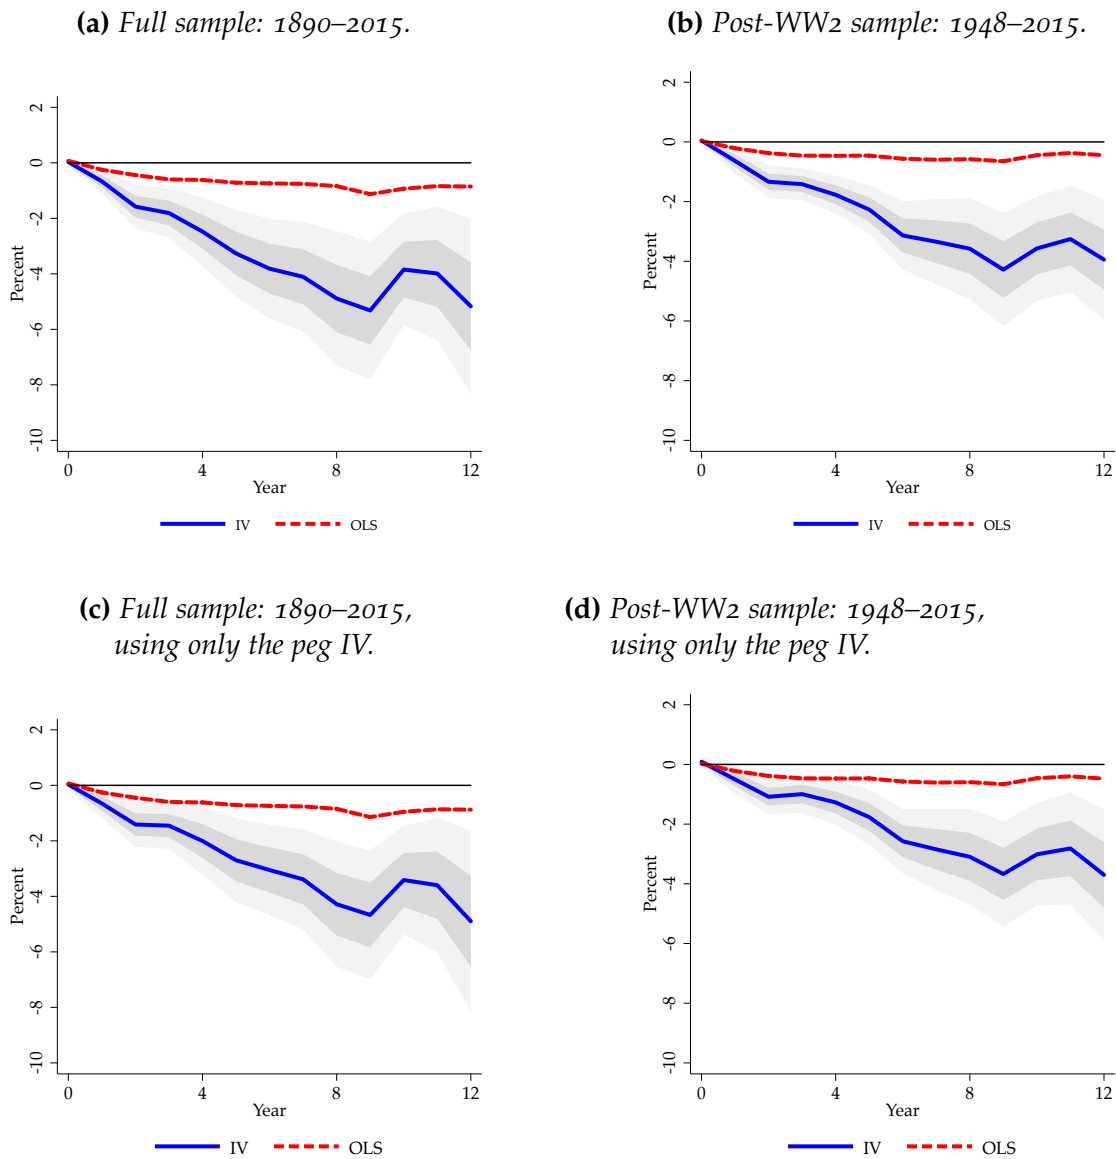 (a) Full sample: 1890–2015.
2
0
-2
-4
-6
-8
-10
Percent
0 4 8 12
Year
IV OLS
(b) Post-WW2 sample: 1948–2015.
2
0
-2
-4
-6
-8
-10
Percent
0 4 8 12
Year
IV OLS
(c) Full sample: 1890–2015,
using only the peg IV.
2
0
-2
-4
-6
-8
-10
Percent
0 4 8 12
Year
IV OLS
(d) Post-WW2 sample: 1948–2015,
using only the peg IV.
2
0
-2
-4
-6
-8
-10
Percent
0 4 8 12
Year
IV OLS